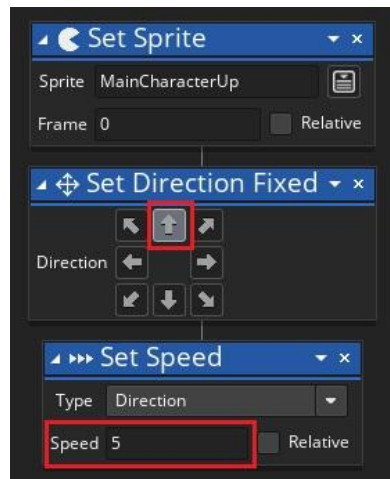 Set Sprite
Sprite MainCharacterUp
Frame 0 Relative
Set Direction Fixed
Direction
Set Speed
Type Direction
Speed 5 Relative